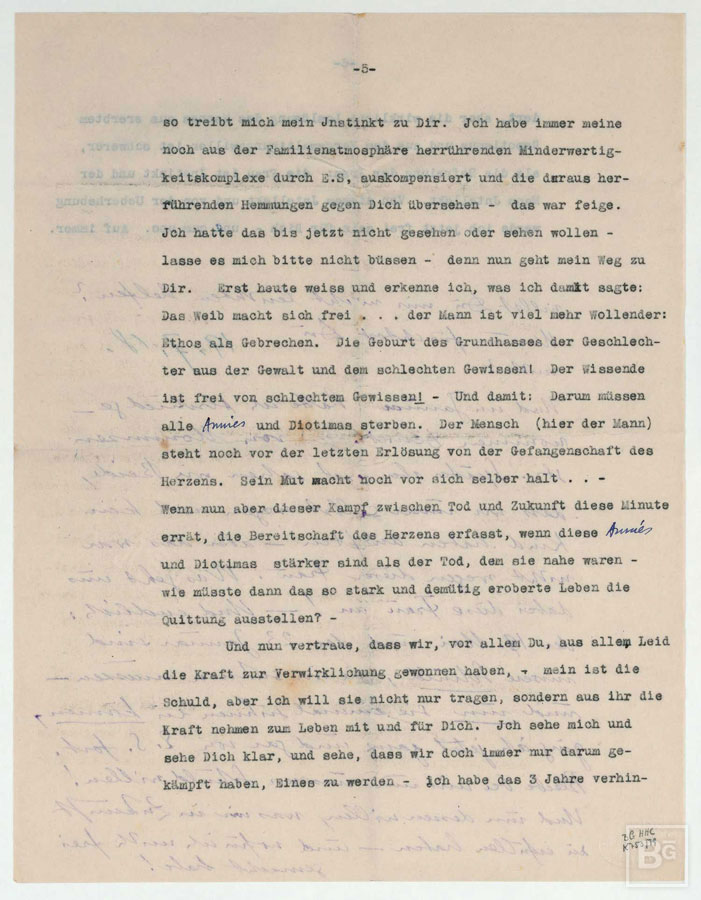 -5-
so treibt mich mein Jnstinkt zu Dir. Jch habe immer meine
noch aus der Familienatmosphäre herrührenden Minderwertig-
keitskomplexe durch E.S, auskompensiert und die daraus her-
rührenden Hemmungen gegen Dich übersehen - das war feige.
Jch hatte das bis jetzt nicht gesehen oder sehen wollen -
lasse es mich bitte nicht büssen - denn nun geht mein Weg zu
Dir. Erst heute weiss und erkenne ich, was ich damit sagte:
Das Weib macht sich frei . . . der Mann ist viel mehr Wollender:
Ethos als Gebrechen. Die Geburt des Grundhasses der Geschlech-
ter aus der Gewalt und dem schlechten Gewissen! Der Wissende
ist frei von schlechtem Gewissen! - Und damit: Darum müssen
alle Annies und Diotimas sterben. Der Mensch (hier der Mann)
steht noch vor der letzten Erlösung von der Gefangenschaft des
Herzens. Sein Mut macht noch vor sich selber halt . . -
Wenn nun aber dieser Kampf zwischen Tod und Zukunft diese Minute
errät, die Bereitschaft des Herzens erfasst, wenn diese Annies
und Diotimas stärker sind als der Tod, dem sie nahe waren -
wie müsste dann das so stark und demütig eroberte Leben die
Quittung ausstellen? -
Und nun vertraue, dass wir, vor allem Du, aus allem Leid
die Kraft zur Verwirklichung gewonnen haben, - mein ist die
Schuld, aber ich will sie nicht nur tragen, sondern aus ihr die
Kraft nehmen zum Leben mit und für Dich. Jch sehe mich und
sehe Dich klar, und sehe, dass wir doch immer nur darum ge-
kämpft haben, Eines zu werden - ich habe das 3 Jahre verhin-
BG HHC
BG